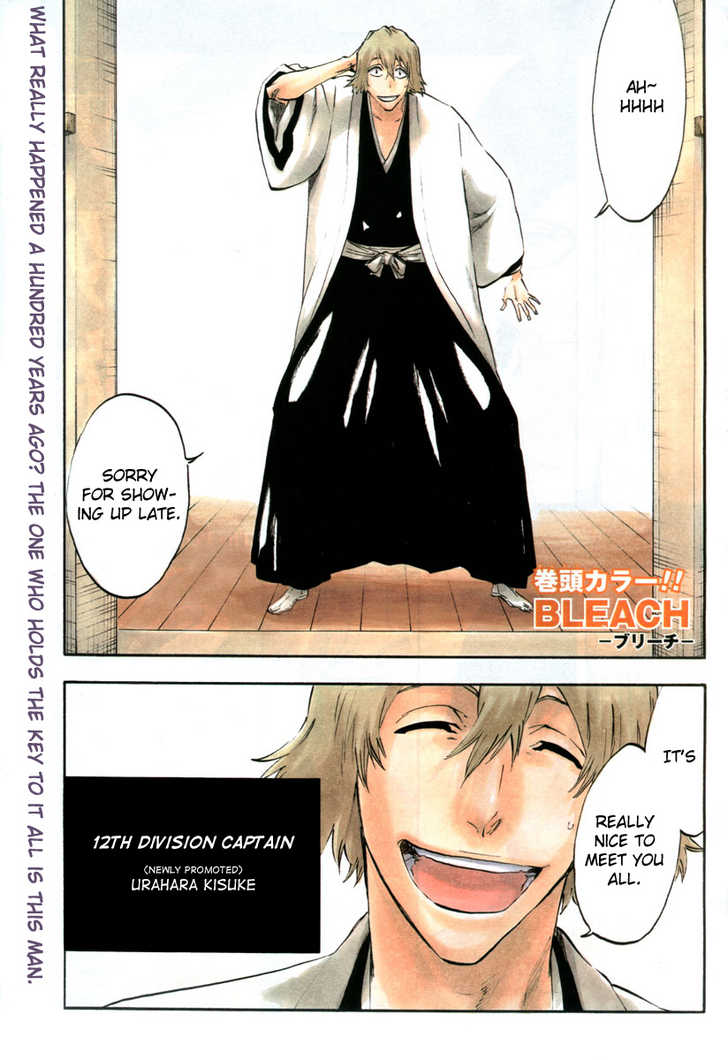 WHAT REALLY HAPPENED A HUNDRED YEARS AGO? THE ONE WHO HOLDS THE KEY TO IT ALL IS THIS MAN.
AH~
HHHH
SORRY
FOR SHOW-
ING UP LATE.
巻頭カラー!!
BLEACH
ーブリーチー
IT'S
REALLY
NICE TO
MEET YOU
ALL.
12TH DIVISION CAPTAIN
(NEWLY PROMOTED)
URAHARA KISUKE